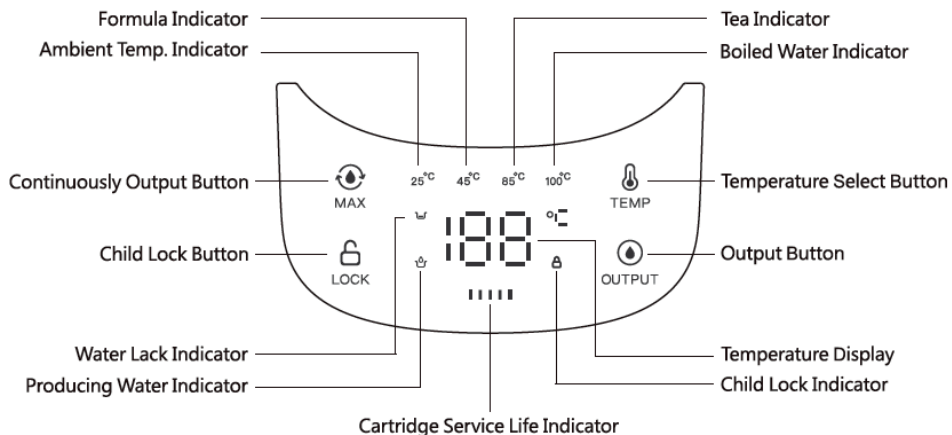 Formula Indicator
Tea Indicator
Ambient Temp. Indicator
Boiled Water Indicator
25°C 45°C 85°C 100°C
Continuously Output Button
MAX
TEMP
Temperature Select Button
188 °C
Child Lock Button
LOCK
OUTPUT
Output Button
Water Lack Indicator
Temperature Display
Producing Water Indicator
Child Lock Indicator
Cartridge Service Life Indicator